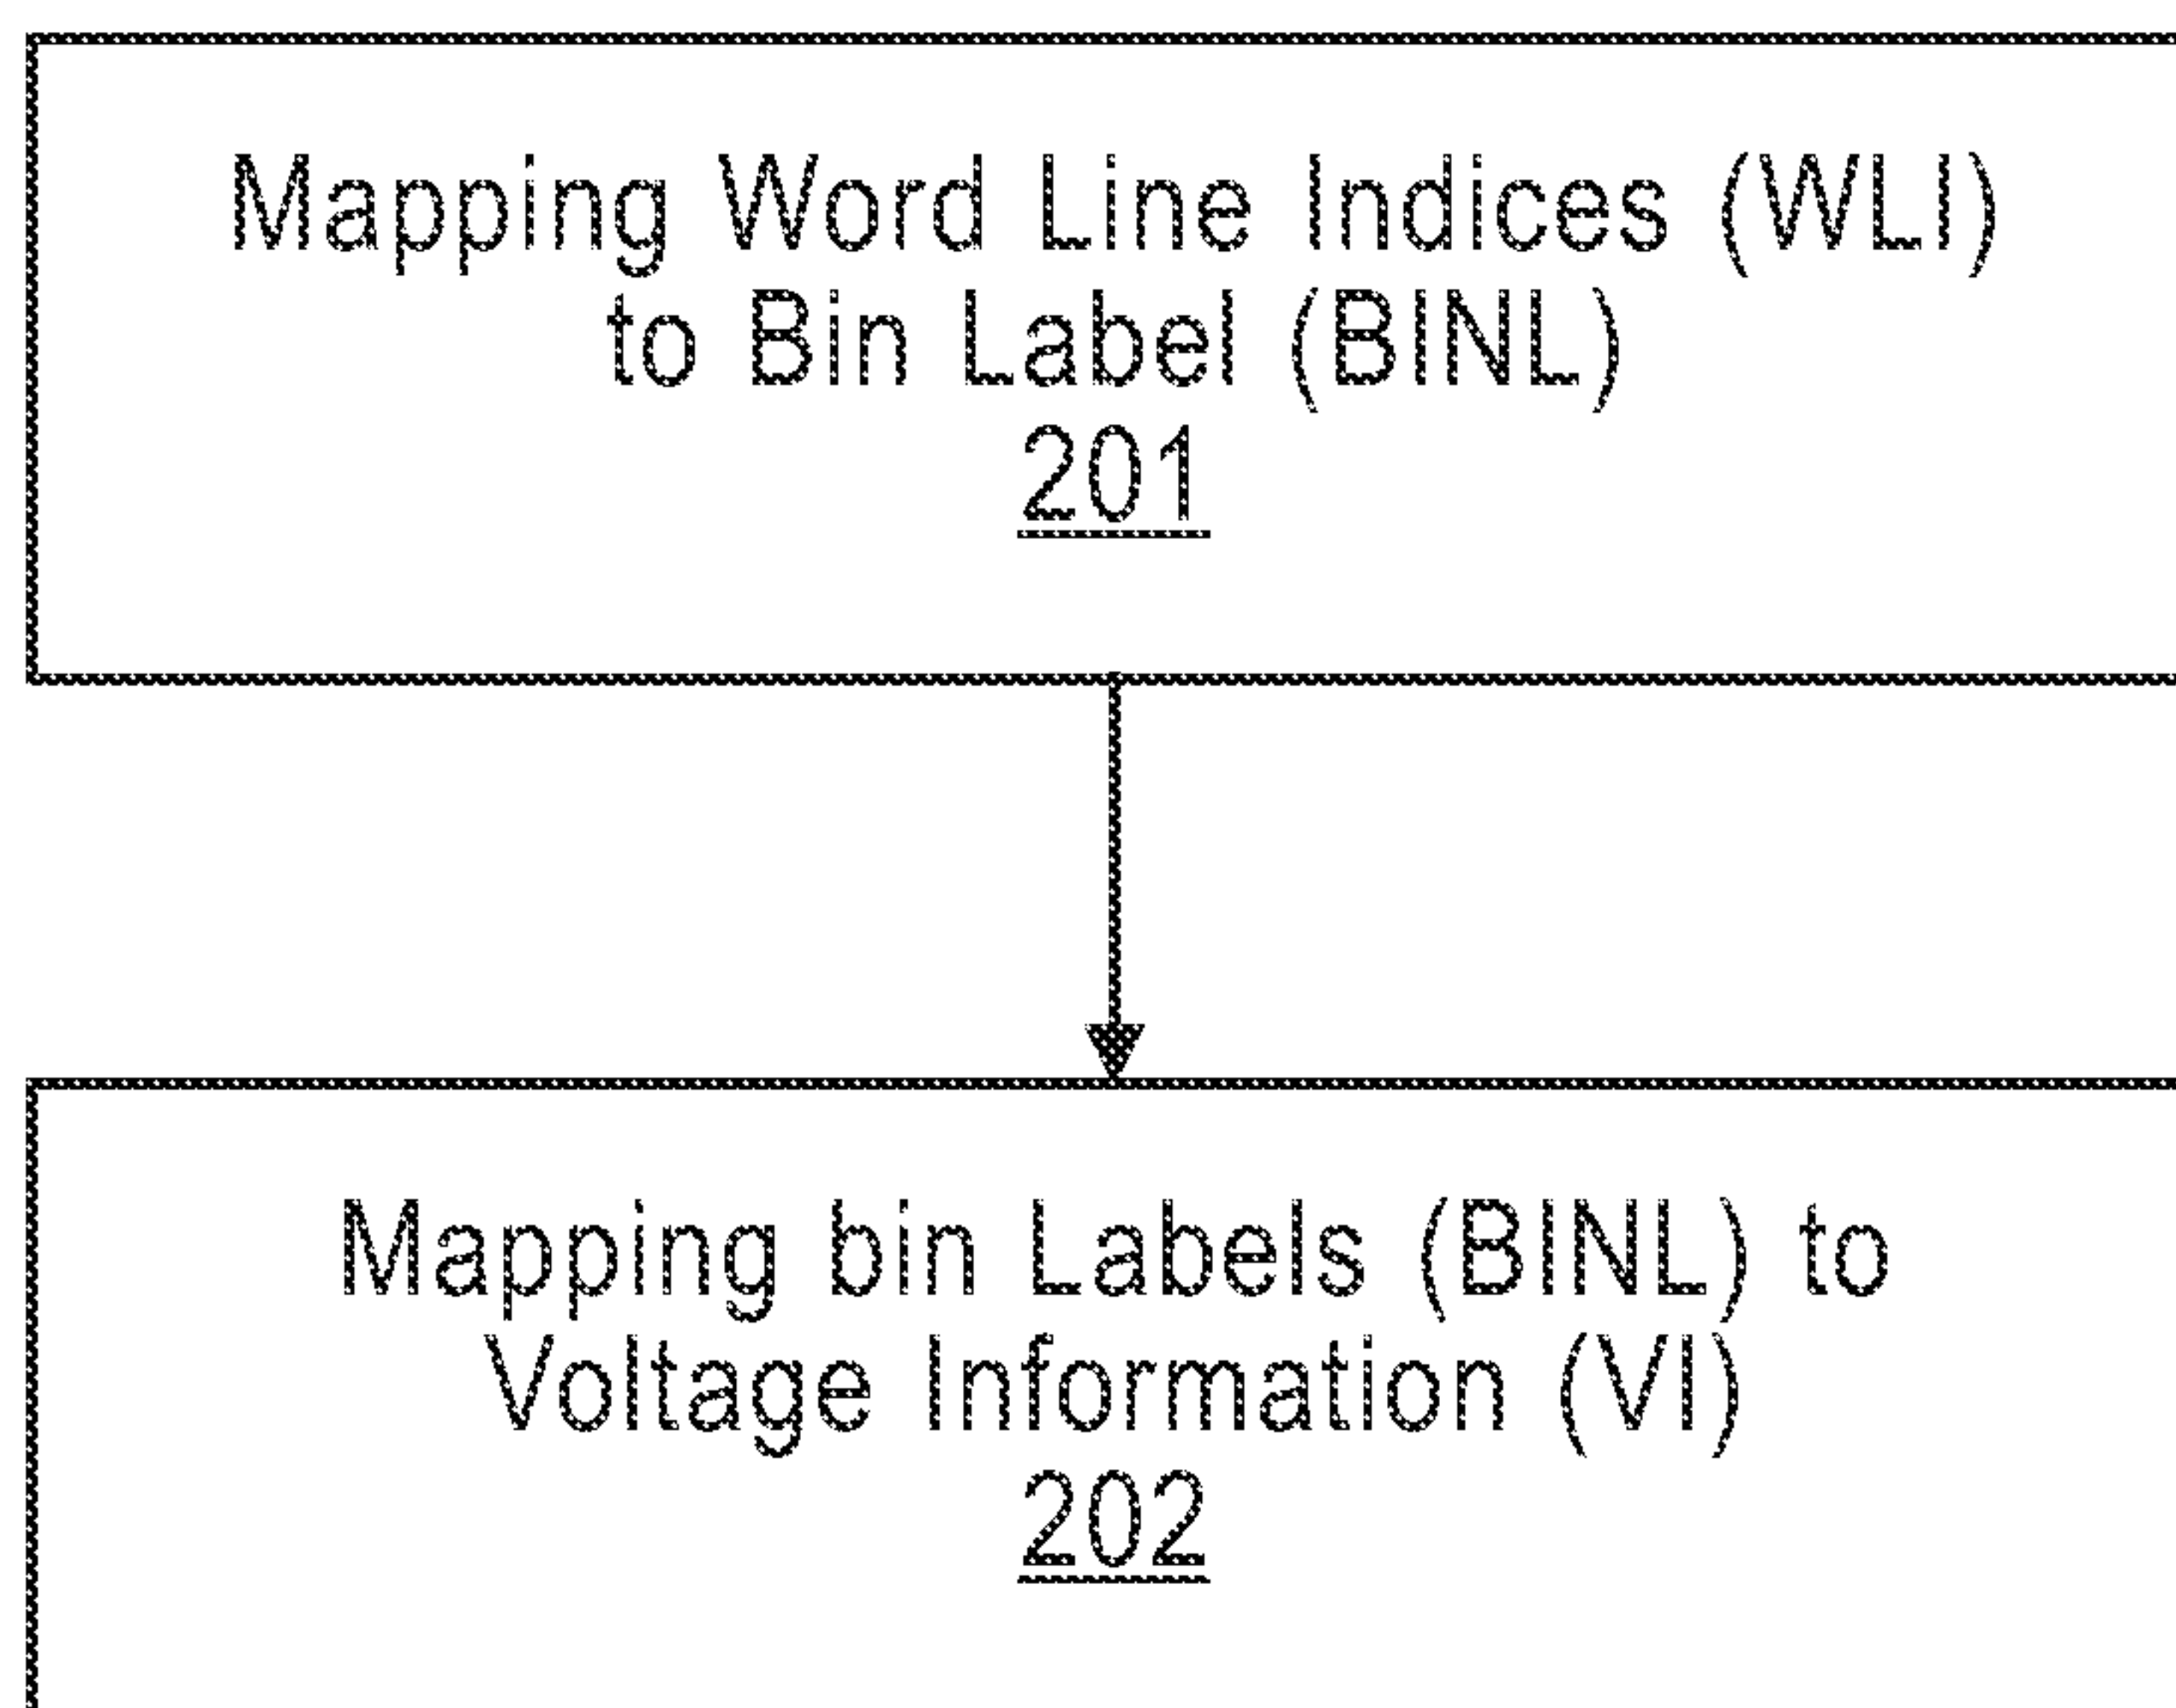 Mapping Word Line Indices (WLI)
to Bin Label (BINL)
201
Mapping bin Labels (BINL) to
Voltage Information (VI)
202